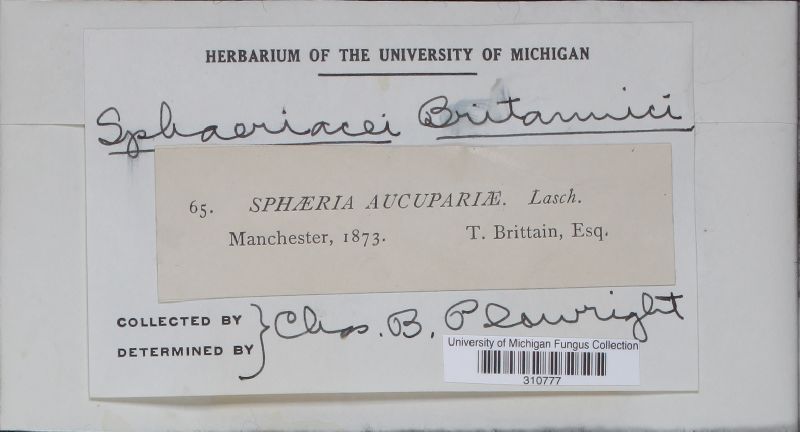 HERBARIUM OF THE UNIVERSITY OF MICHIGAN
Sphaeriacei Britannici
65. SPHÆRIA AUCUPARIÆ. Lasch.
Manchester, 1873. T. Brittain, Esq.
COLLECTED BY
DETERMINED BY } Chas. B. Plowright
University of Michigan Fungus Collection
310777